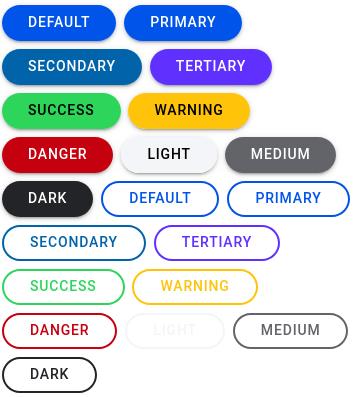 DEFAULT PRIMARY
SECONDARY TERTIARY
SUCCESS WARNING
DANGER LIGHT MEDIUM
DARK DEFAULT PRIMARY
SECONDARY TERTIARY
SUCCESS WARNING
DANGER LIGHT MEDIUM
DARK